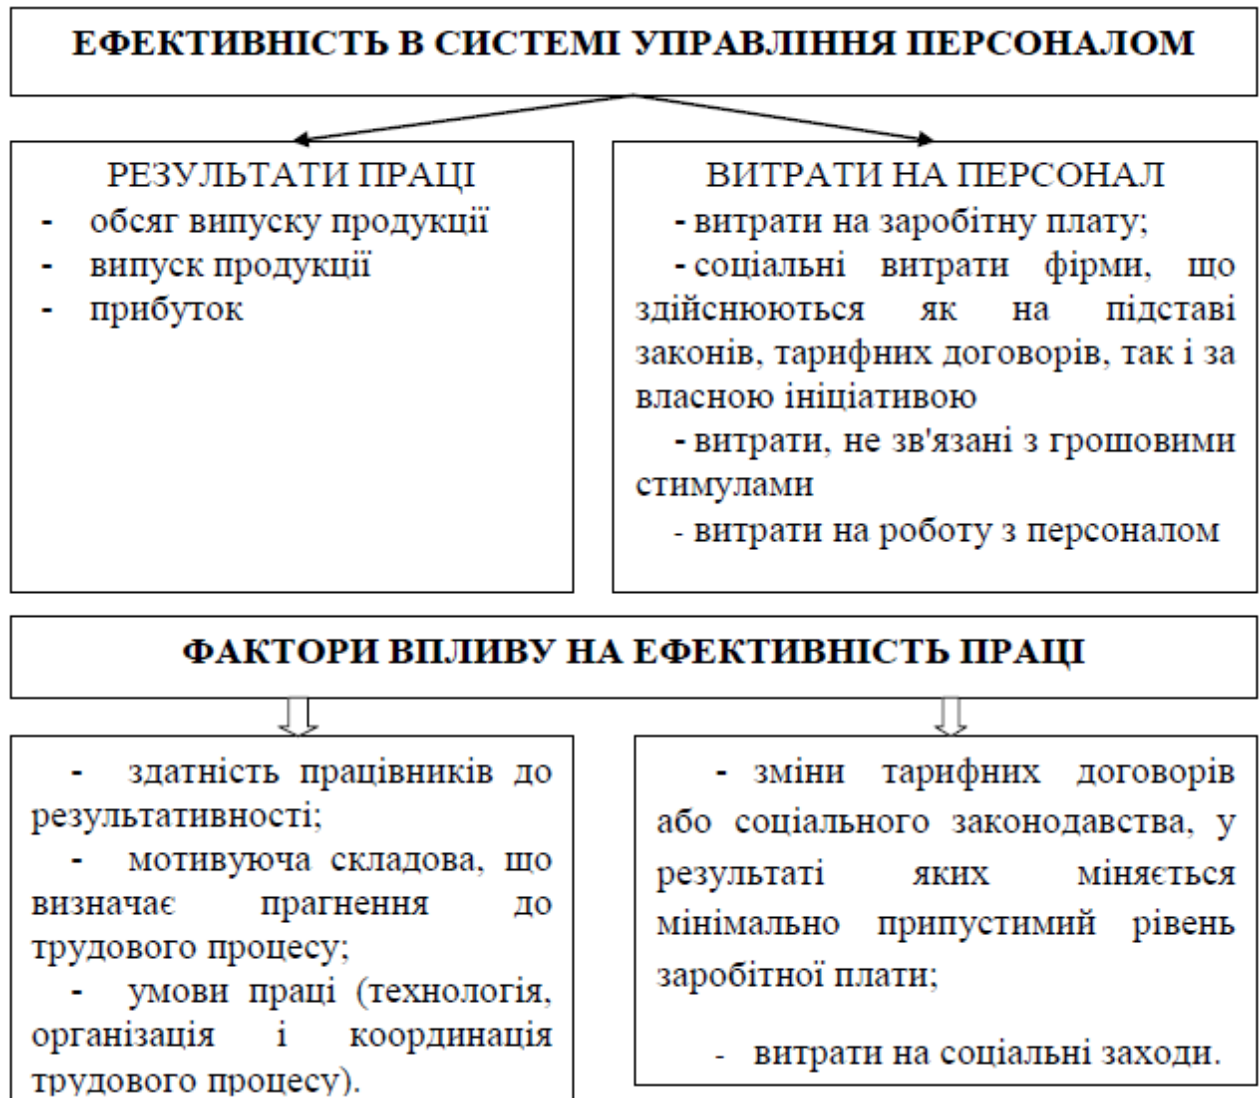 ЕФЕКТИВНІСТЬ В СИСТЕМІ УПРАВЛІННЯ ПЕРСОНАЛОМ
РЕЗУЛЬТАТИ ПРАЦІ
- обсяг випуску продукції
- випуск продукції
- прибуток
ВИТРАТИ НА ПЕРСОНАЛ
- витрати на заробітну плату;
- соціальні витрати фірми, що
здійснюються як на підставі
законів, тарифних договорів, так і за
власною ініціативою
- витрати, не зв'язані з грошовими
стимулами
- витрати на роботу з персоналом
ФАКТОРИ ВПЛИВУ НА ЕФЕКТИВНІСТЬ ПРАЦІ
- здатність працівників до
результативності;
- мотивуюча складова, що
визначає прагнення до
трудового процесу;
- умови праці (технологія,
організація і координація
трудового процесу).
- зміни тарифних договорів
або соціального законодавства, у
результаті яких міняється
мінімально припустимий рівень
заробітної плати;
- витрати на соціальні заходи.